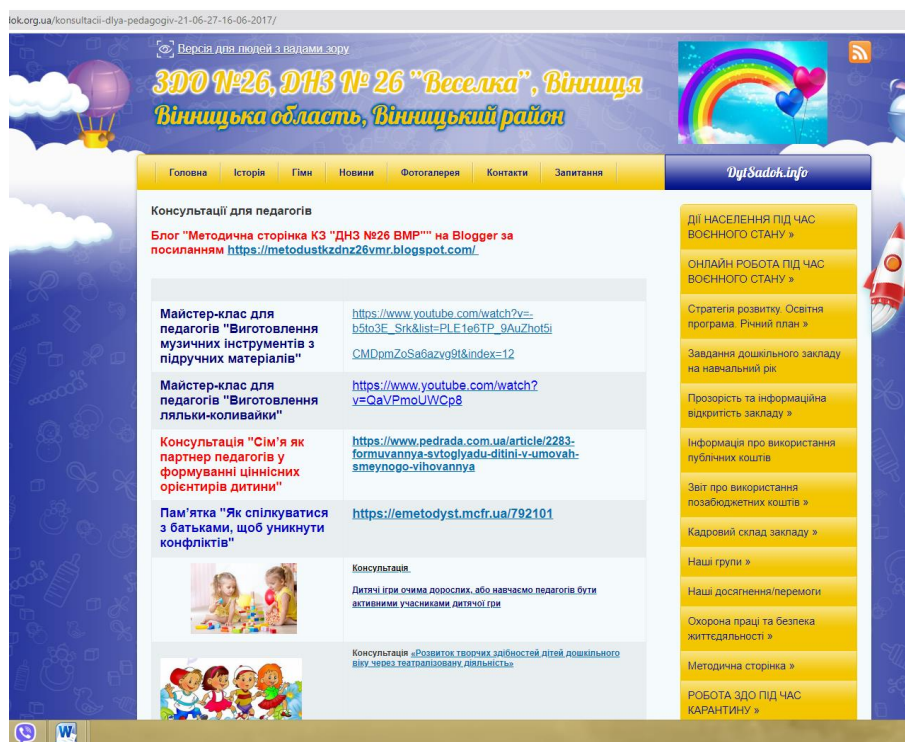 dok.org.ua/konsultacii-dlya-pedagogiv-21-06-27-16-06-2017/
Версія для людей з вадами зору
ЗДО №26, ДНЗ № 26 "Веселка", Вінниця
Вінницька область, Вінницький район
Головна Історія Гімн Новини Фотогалерея Контакти Запитання
DytSadok.info
Консультації для педагогів
Блог "Методична сторінка КЗ "ДНЗ №26 ВМР"" на Blogger за
посиланням https://metodustkzdnz26vmr.blogspot.com/
Майстер-клас для
педагогів "Виготовлення
музичних інструментів з
підручних матеріалів"
https://www.youtube.com/watch?v=-
b5to3E_Srk&list=PLE1e6TP_9AuZhot5i
CMDpmZoSa6azvg9t&index=12
Майстер-клас для
педагогів "Виготовлення
ляльки-коливайки"
https://www.youtube.com/watch?
v=QaVPmoUWCp8
Консультація "Сім'я як
партнер педагогів у
формуванні ціннісних
орієнтирів дитини"
https://www.pedrada.com.ua/article/2283-
formuvannya-svtoglyadu-ditini-v-umovah-
smeynogo-vihovannya
Пам'ятка "Як спілкуватися
з батьками, щоб уникнути
конфліктів"
https://emetodyst.mcfr.ua/792101
Консультація
Дитячі ігри очима дорослих, або навчаємо педагогів бути
активними учасниками дитячої гри
Консультація «Розвиток творчих здібностей дітей дошкільного
віку через театралізовану діяльність»
ДІЇ НАСЕЛЕННЯ ПІД ЧАС
ВОЄННОГО СТАНУ »
ОНЛАЙН РОБОТА ПІД ЧАС
ВОЄННОГО СТАНУ »
Стратегія розвитку. Освітня
програма. Річний план »
Завдання дошкільного закладу
на навчальний рік
Прозорість та інформаційна
відкритість закладу »
Інформація про використання
публічних коштів
Звіт про використання
позабюджетних коштів »
Кадровий склад закладу »
Наші групи »
Наші досягнення/перемоги
Охорона праці та безпека
життєдяльності »
Методична сторінка »
РОБОТА ЗДО ПІД ЧАС
КАРАНТИНУ »
W